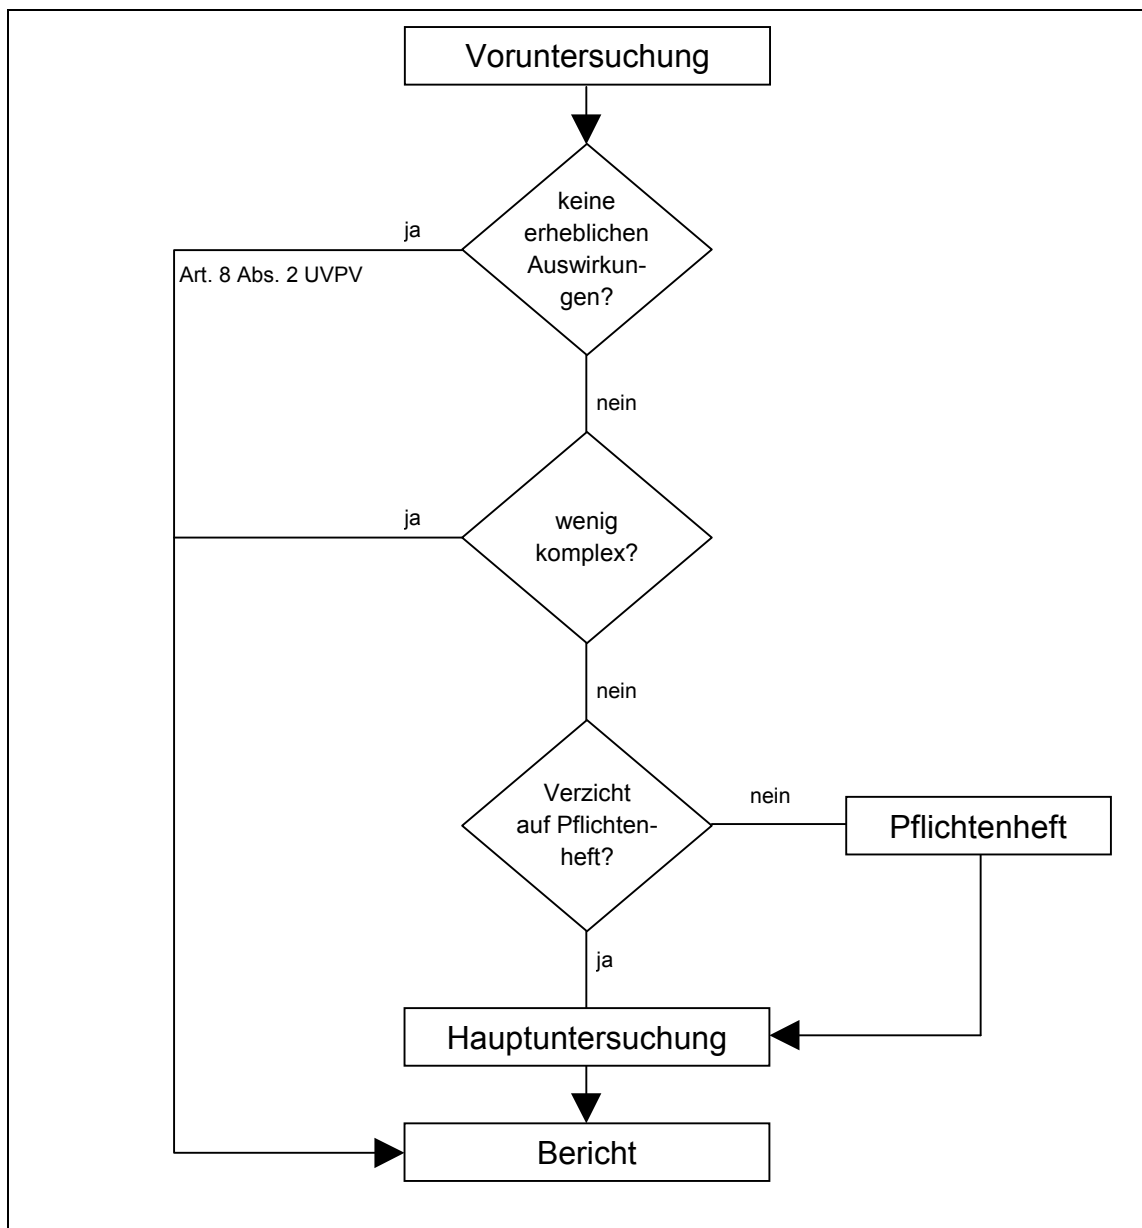 Voruntersuchung
keine
erheblichen
Auswirkun-
gen?
ja
Art. 8 Abs. 2 UVPV
nein
wenig
komplex?
ja
nein
Verzicht
auf Pflichten-
heft?
nein
Pflichtenheft
ja
Hauptuntersuchung
Bericht